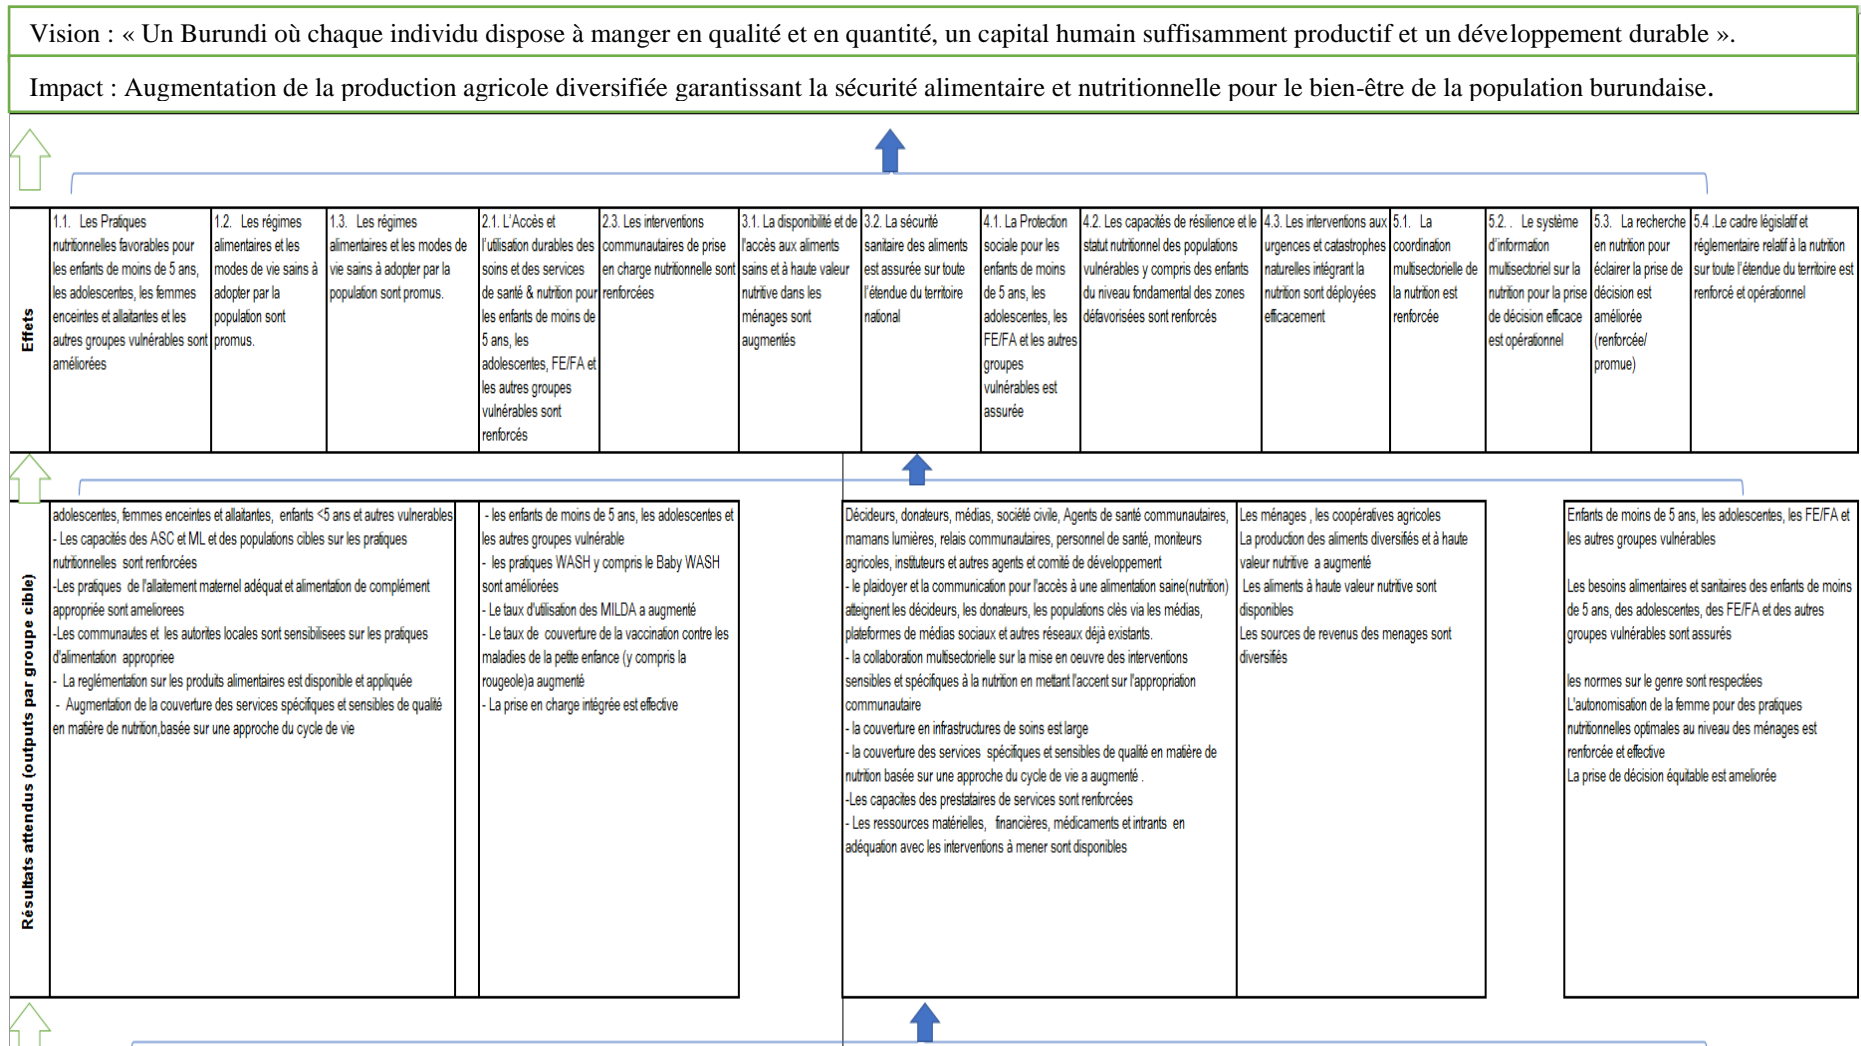 Vision : « Un Burundi où chaque individu dispose à manger en qualité et en quantité, un capital humain suffisamment productif et un développement durable ».
Impact : Augmentation de la production agricole diversifiée garantissant la sécurité alimentaire et nutritionnelle pour le bien-être de la population burundaise.
Effets
1.1. Les Pratiques
nutritionnelles favorables pour
les enfants de moins de 5 ans,
les adolescentes, les femmes
enceintes et allaitantes et les
autres groupes vulnérables sont
améliorées
1.2. Les régimes
alimentaires et les
modes de vie sains à
adopter par la
population sont
promus.
1.3. Les régimes
alimentaires et les modes de
vie sains à adopter par la
population sont promus.
2.1. L'Accès et
l'utilisation durables des
soins et des services
de santé & nutrition pour
les enfants de moins de
5 ans, les
adolescentes, FE/FA et
les autres groupes
vulnérables sont
renforcés
2.3. Les interventions
communautaires de prise
en charge nutritionnelle sont
renforcées
3.1. La disponibilité et de
l'accès aux aliments
sains et à haute valeur
nutritive dans les
ménages sont
augmentés
3.2. La sécurité
sanitaire des aliments
est assurée sur toute
l'étendue du territoire
national
4.1. La Protection
sociale pour les
enfants de moins
de 5 ans, les
adolescentes, les
FE/FA et les autres
groupes
vulnérables est
assurée
4.2. Les capacités de résilience et le
statut nutritionnel des populations
vulnérables y compris des enfants
du niveau fondamental des zones
défavorisées sont renforcés
4.3. Les interventions aux
urgences et catastrophes
naturelles intégrant la
nutrition sont déployées
efficacement
5.1. La
coordination
multisectorielle de
la nutrition est
renforcée
5.2. . Le système
d'information
multisectoriel sur la
nutrition pour la prise
de décision efficace
est opérationnel
5.3. La recherche
en nutrition pour
éclairer la prise de
décision est
améliorée
(renforcée/
promue)
5.4 .Le cadre législatif et
réglementaire relatif à la nutrition
sur toute l'étendue du territoire est
renforcé et opérationnel
Résultats attendus (outputs par groupe cible)
adolescentes, femmes enceintes et allaitantes, enfants <5 ans et autres vulnerables
- Les capacités des ASC et ML et des populations cibles sur les pratiques
nutritionnelles sont renforcées
-Les pratiques de l'allaitement maternel adéquat et alimentation de complément
appropriée sont ameliorees
-Les communautes et les autorites locales sont sensibilisees sur les pratiques
d'alimentation appropriee
- La reglémentation sur les produits alimentaires est disponible et appliquée
- Augmentation de la couverture des services spécifiques et sensibles de qualité
en matière de nutrition,basée sur une approche du cycle de vie
- les enfants de moins de 5 ans, les adolescentes et
les autres groupes vulnérable
- les pratiques WASH y compris le Baby WASH
sont améliorées
- Le taux d'utilisation des MILDA a augmenté
- Le taux de couverture de la vaccination contre les
maladies de la petite enfance (y compris la
rougeole)a augmenté
- La prise en charge intégrée est effective
Décideurs, donateurs, médias, société civile, Agents de santé communautaires,
mamans lumières, relais communautaires, personnel de santé, moniteurs
agricoles, instituteurs et autres agents et comité de développement
- le plaidoyer et la communication pour l'accès à une alimentation saine(nutrition)
atteignent les décideurs, les donateurs, les populations clès via les médias,
plateformes de médias sociaux et autres réseaux déjà existants.
- la collaboration multisectorielle sur la mise en oeuvre des interventions
sensibles et spécifiques à la nutrition en mettant l'accent sur l'appropriation
communautaire
- la couverture en infrastructures de soins est large
- la couverture des services spécifiques et sensibles de qualité en matière de
nutrition basée sur une approche du cycle de vie a augmenté .
-Les capacites des prestataires de services sont renforcées
- Les ressources matérielles, financières, médicaments et intrants en
adéquation avec les interventions à mener sont disponibles
Les ménages , les coopératives agricoles
La production des aliments diversifiés et à haute
valeur nutritive a augmenté
Les aliments à haute valeur nutritive sont
disponibles
Les sources de revenus des menages sont
diversifiés
Enfants de moins de 5 ans, les adolescentes, les FE/FA et
les autres groupes vulnérables
Les besoins alimentaires et sanitaires des enfants de moins
de 5 ans, des adolescentes, des FE/FA et des autres
groupes vulnérables sont assurés
les normes sur le genre sont respectées
L'autonomisation de la femme pour des pratiques
nutritionnelles optimales au niveau des ménages est
renforcée et effective
La prise de décision équitable est ameliorée